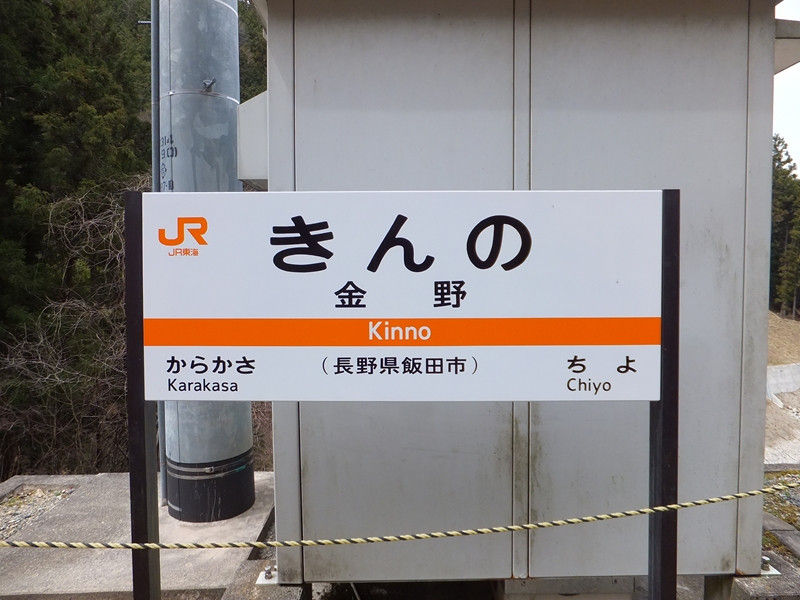 JR
JR東海
きんの
金野
Kinno
からかさ
Karakasa
（長野県飯田市）
ちよ
Chiyo